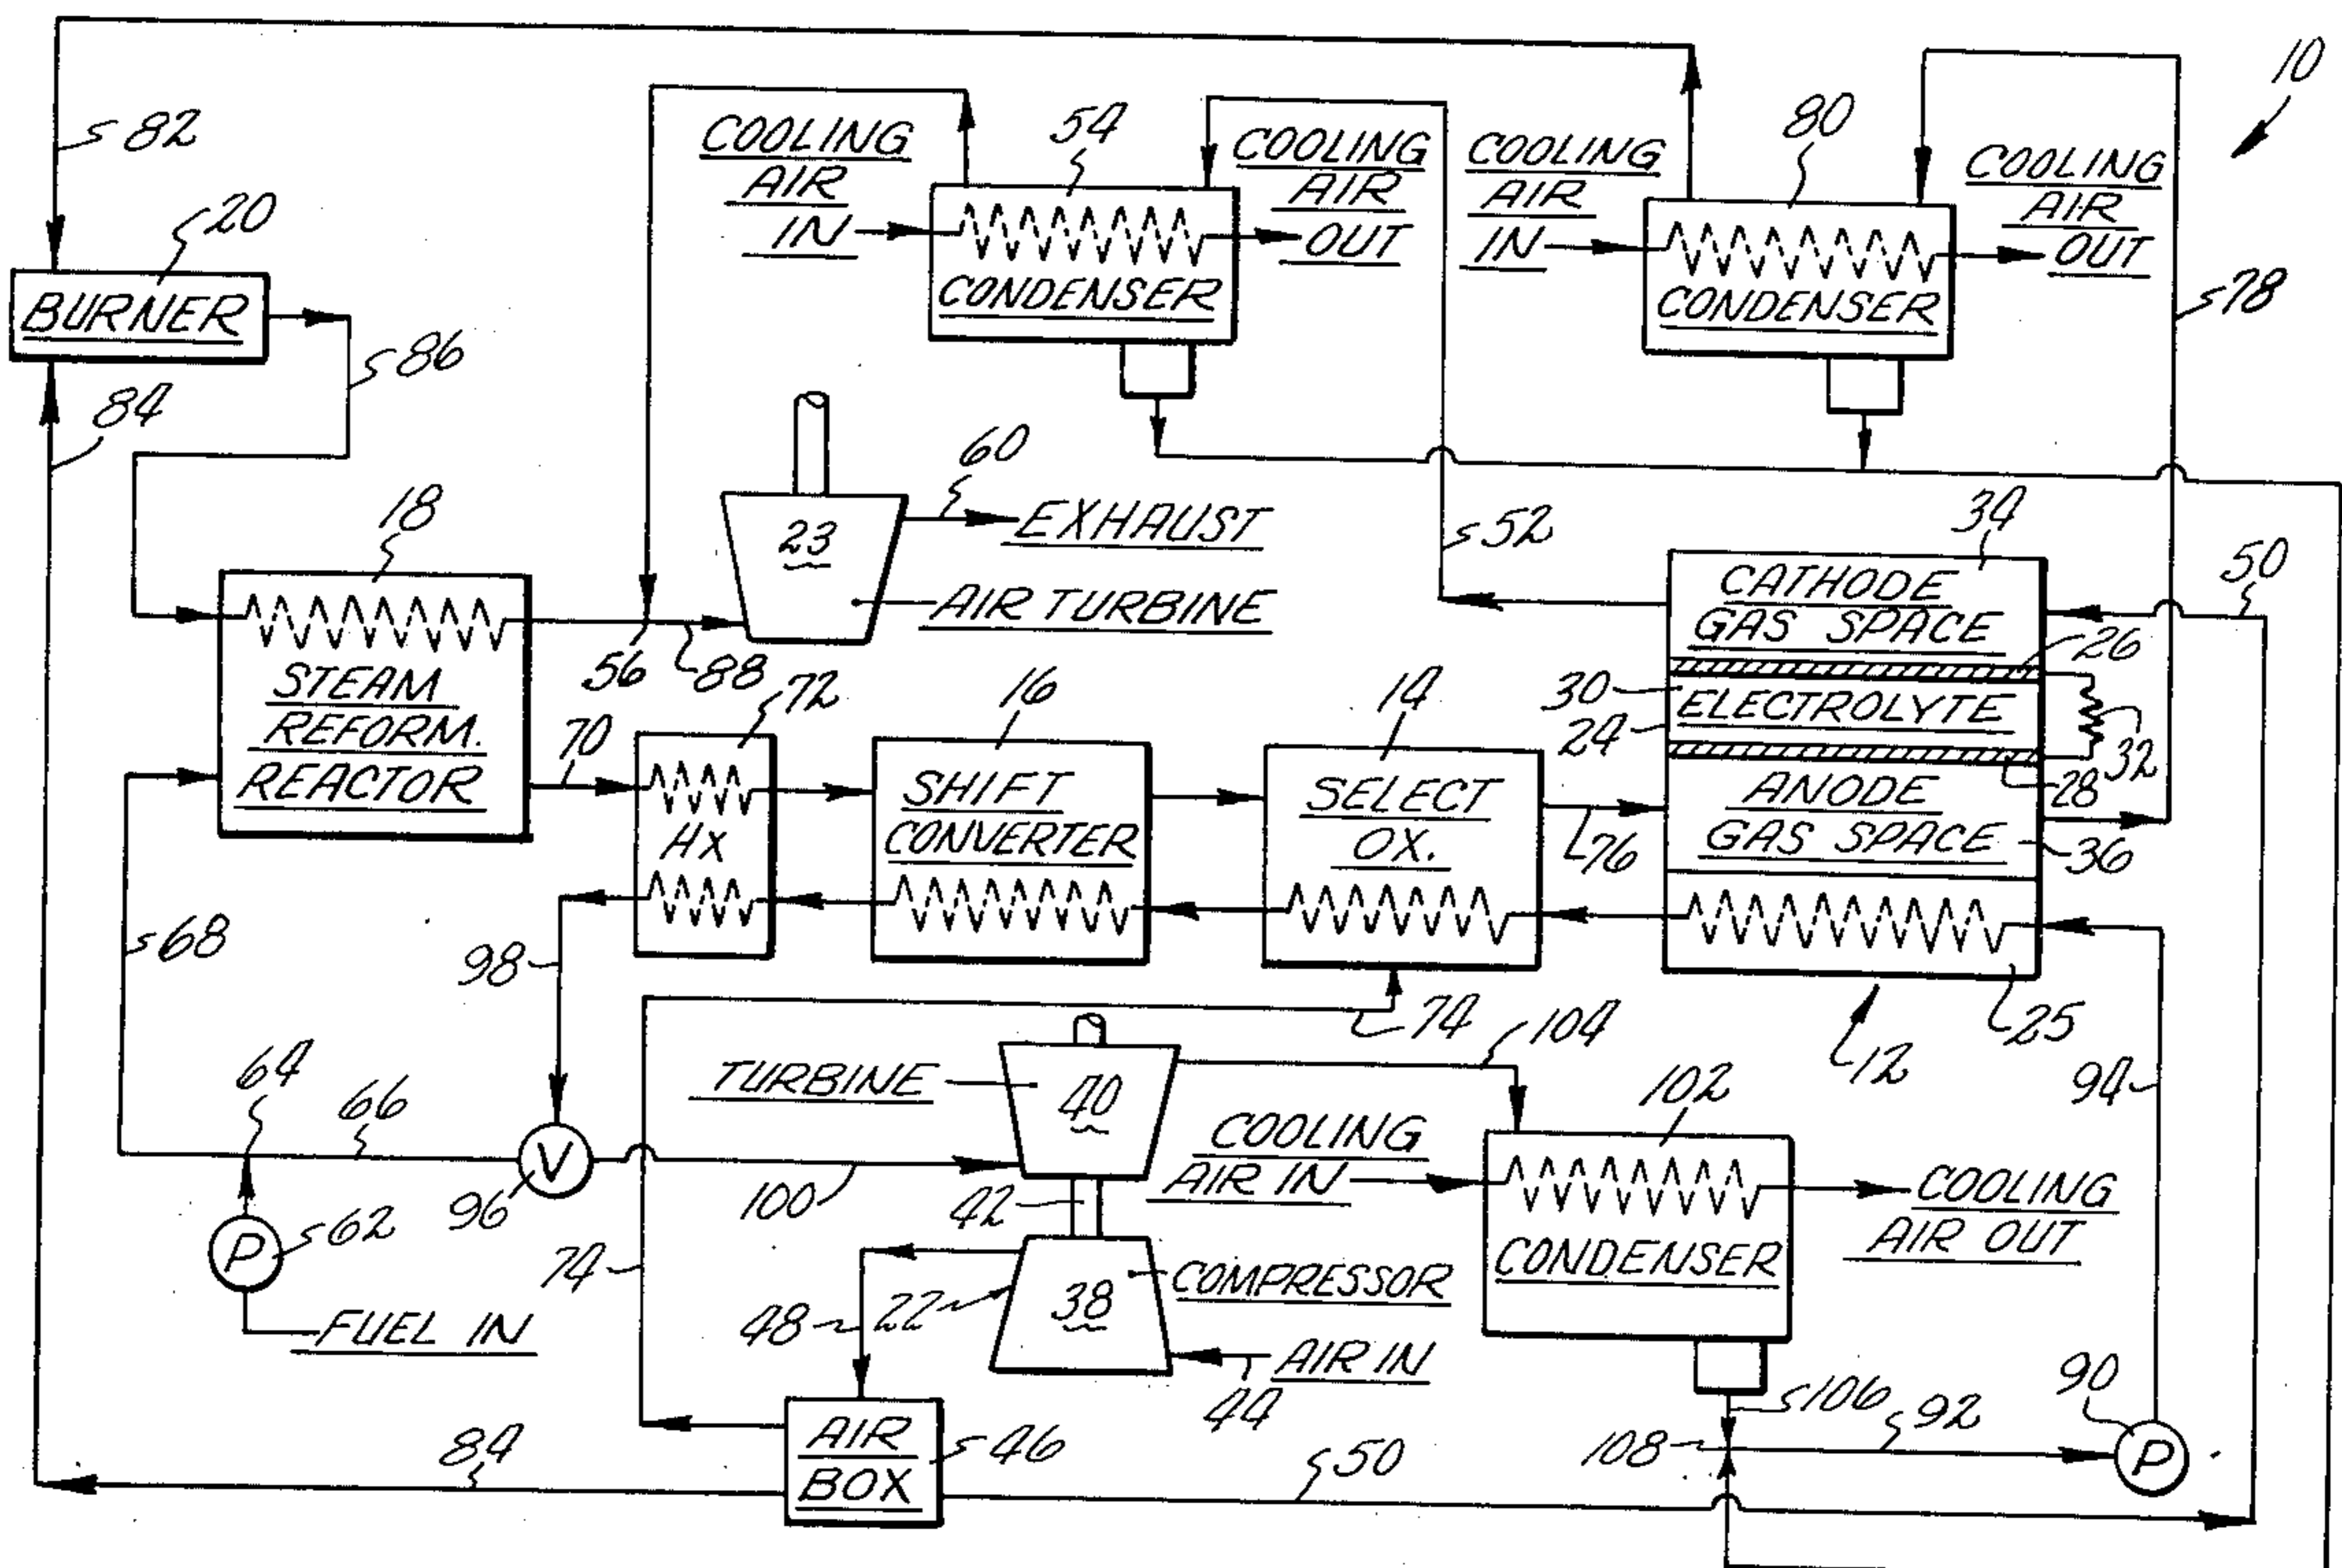 10
82
COOLING
AIR
IN
54
COOLING
AIR
OUT
COOLING
AIR
IN
80
COOLING
AIR
OUT
20
BURNER
CONDENSER
CONDENSER
78
86
84
18
60
EXHAUST
23
AIR TURBINE
52
34
50
CATHODE
GAS SPACE
26
56
88
STEAM
REFORM.
REACTOR
70
72
16
14
30
ELECTROLYTE
24
32
28
HX
SHIFT
CONVERTER
SELECT
OX.
76
ANODE
GAS SPACE
36
68
98
74
104
25
12
94
64
66
TURBINE
40
102
COOLING
AIR IN
COOLING
AIR OUT
CONDENSER
V
96
100
42
P
62
FUEL IN
74
48
22
COMPRESSOR
38
AIR IN
44
90
106
92
108
P
84
AIR
BOX
46
50